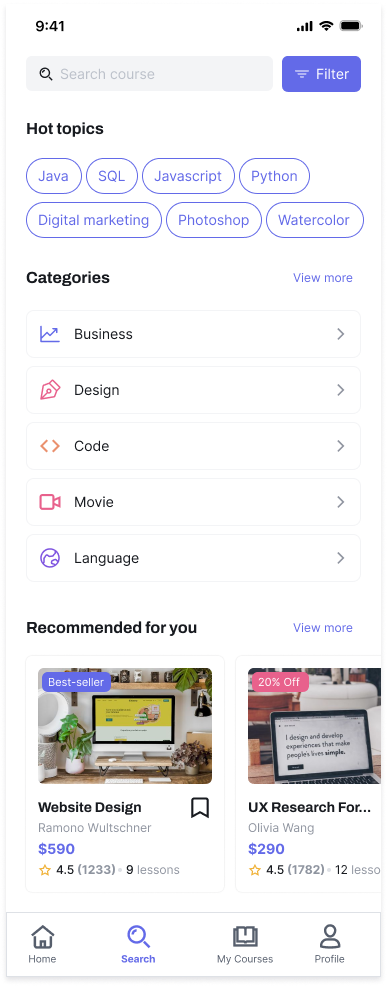 9:41
Search course
Filter
Hot topics
Java
SQL
Javascript
Python
Digital marketing
Photoshop
Watercolor
Categories
View more
Business
Design
Code
Movie
Language
Recommended for you
View more
Best-seller
Website Design
Ramono Wultschner
$590
4.5 (1233) • 9 lessons
20% Off
I design and develop
experiences that make
people's lives simple.
UX Research For...
Olivia Wang
$290
4.5 (1782) • 12 lesso
Home
Search
My Courses
Profile